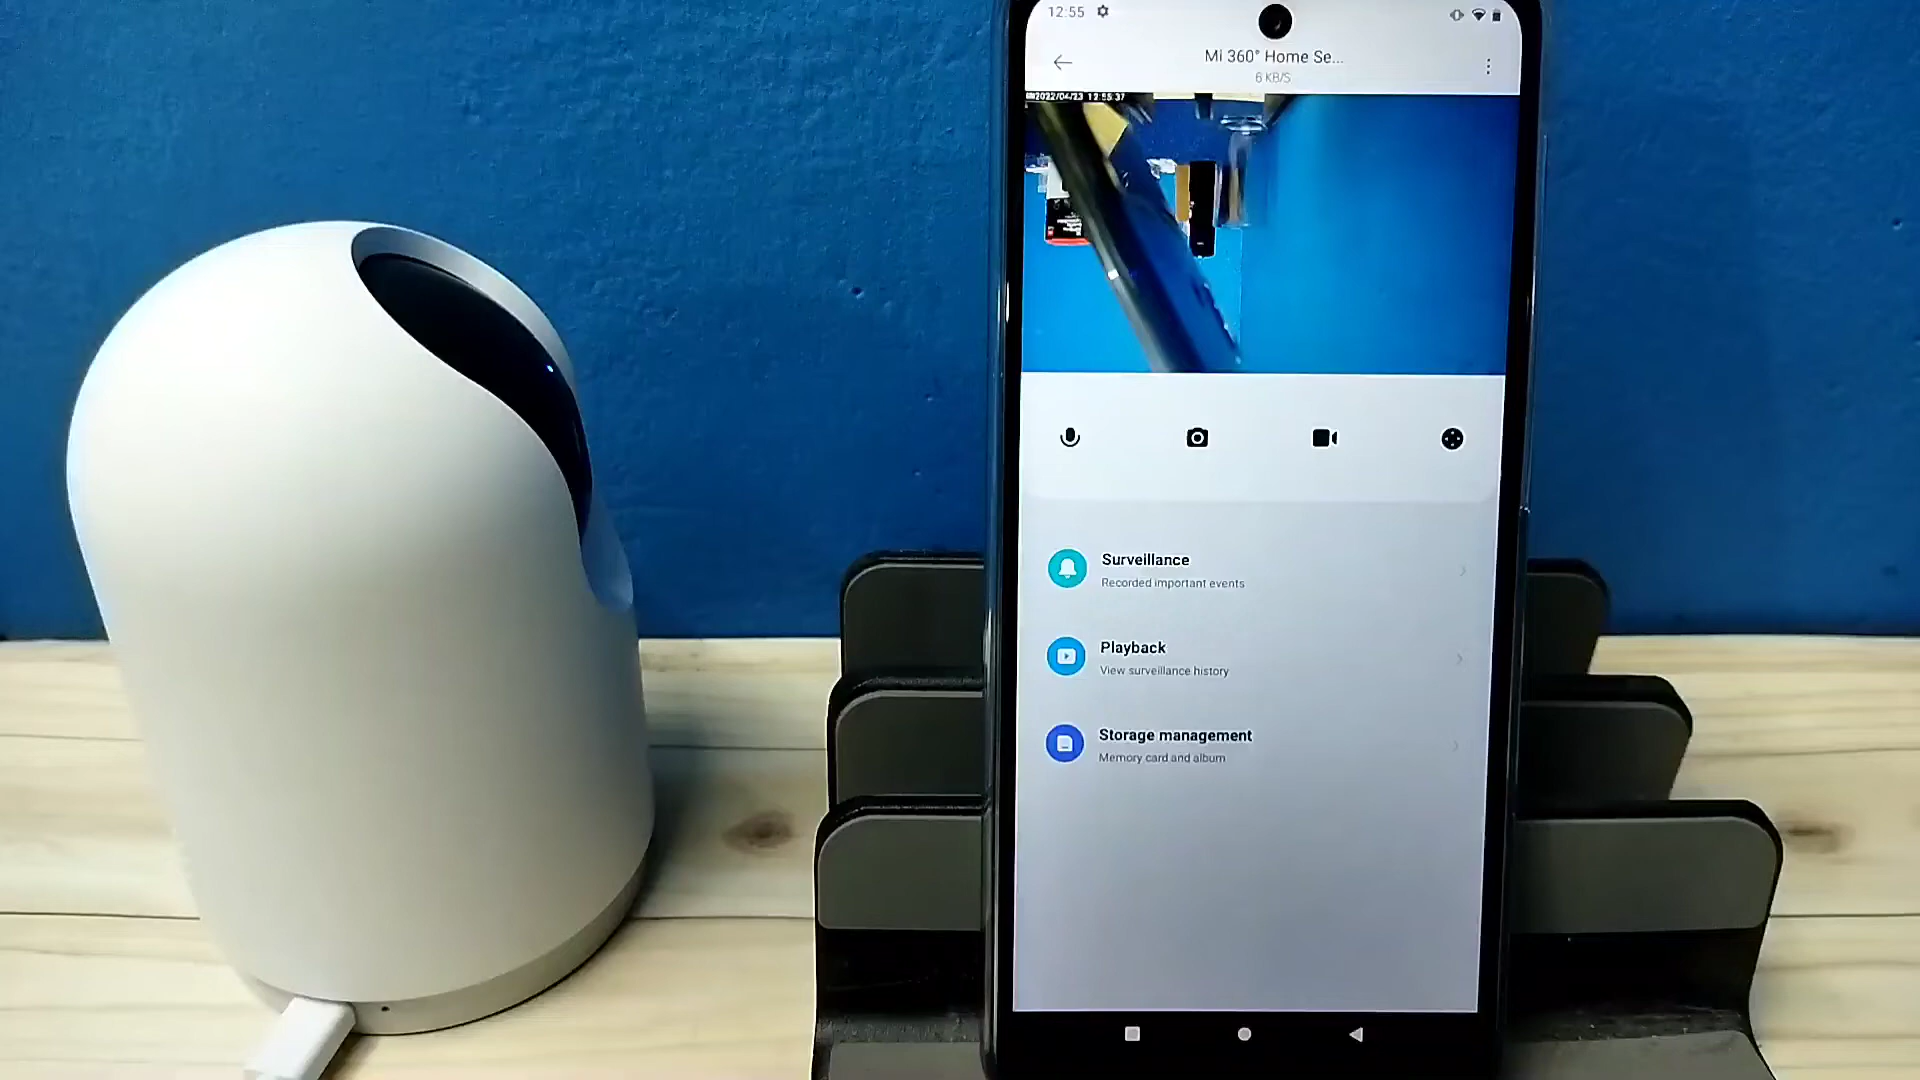 12:55
Mi 360° Home Se...
6 KB/S
2022/04/23 12:55:37
Surveillance
Recorded important events
Playback
View surveillance history
Storage management
Memory card and album